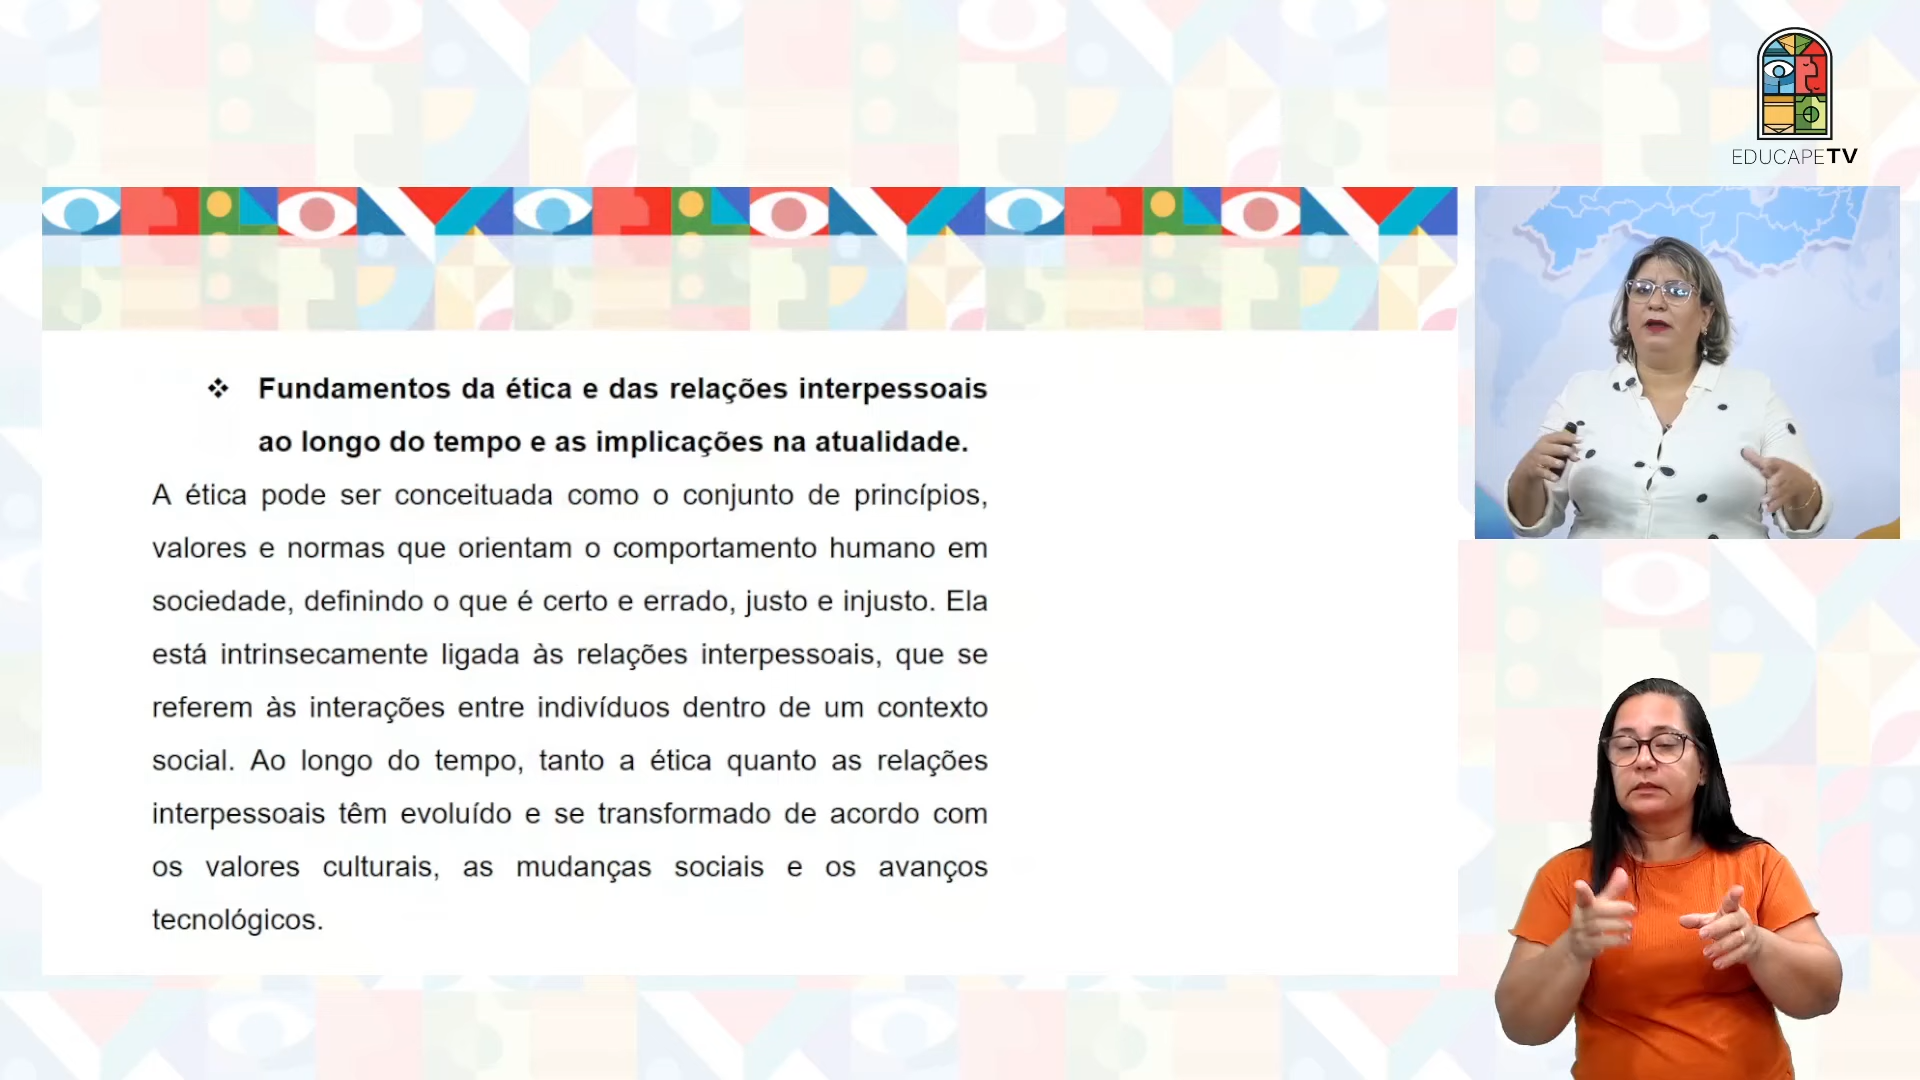 EDUCAPETV
❖ Fundamentos da ética e das relações interpessoais
ao longo do tempo e as implicações na atualidade.
A ética pode ser conceituada como o conjunto de princípios,
valores e normas que orientam o comportamento humano em
sociedade, definindo o que é certo e errado, justo e injusto. Ela
está intrinsecamente ligada às relações interpessoais, que se
referem às interações entre indivíduos dentro de um contexto
social. Ao longo do tempo, tanto a ética quanto as relações
interpessoais têm evoluído e se transformado de acordo com
os valores culturais, as mudanças sociais e os avanços
tecnológicos.